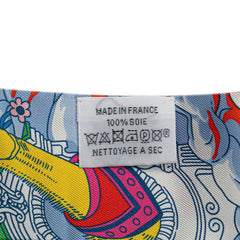 MADE IN FRANCE
100% SOIE
NETTOYAGE A SEC